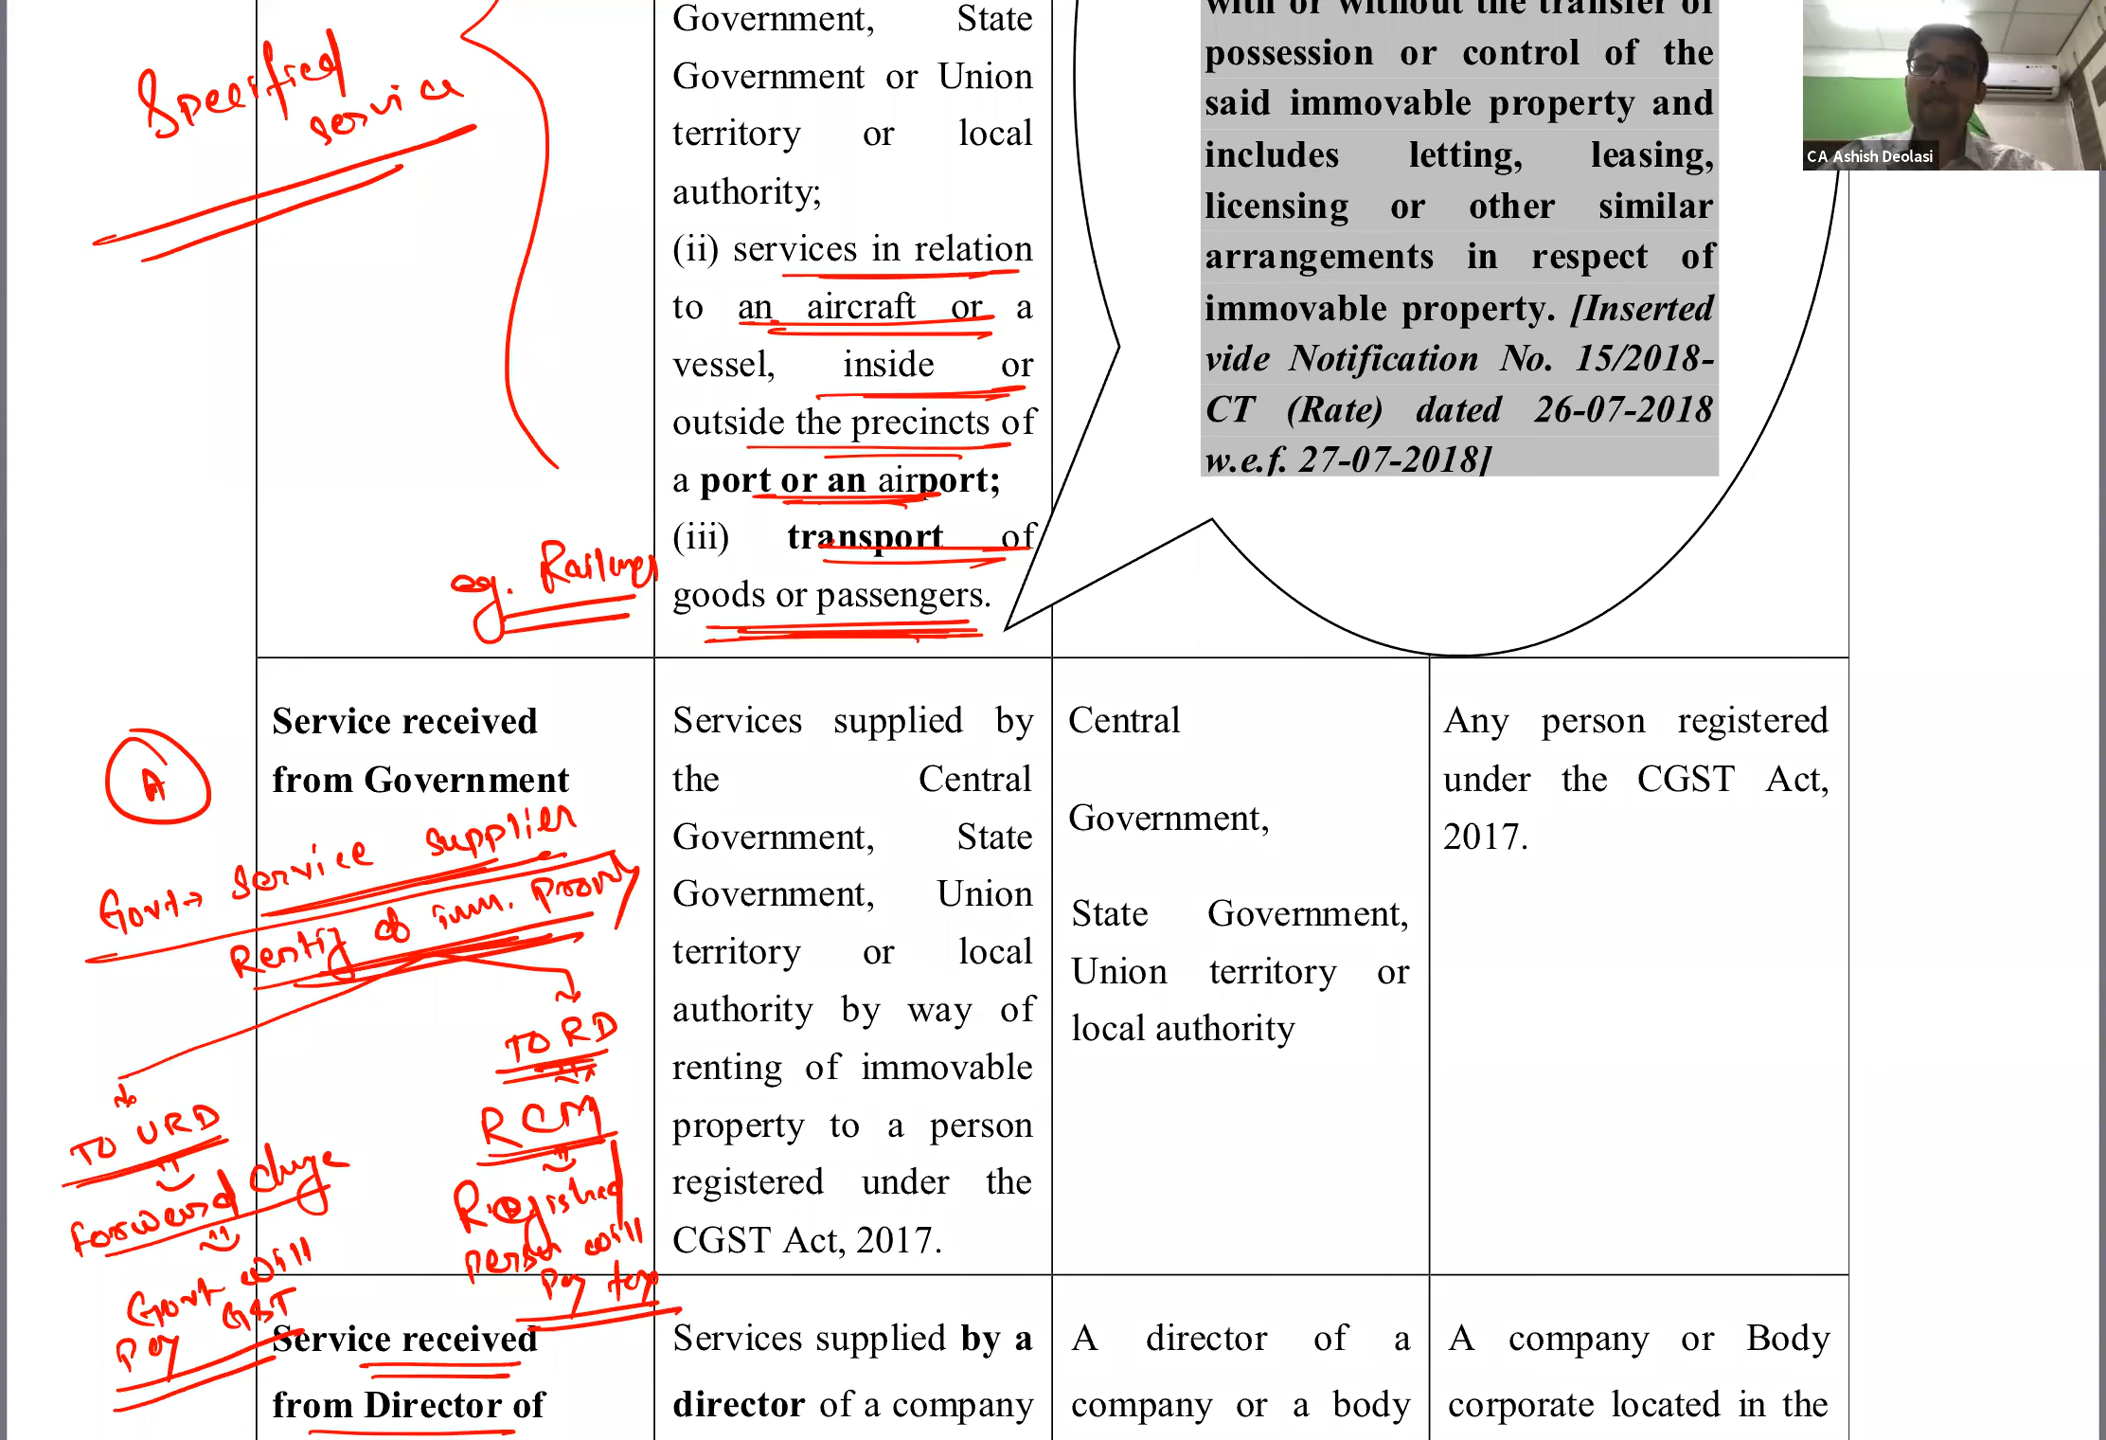 Specified
service
Government, State
Government or Union
territory or local
authority;
(ii) services in relation
to an aircraft or a
vessel, inside or
outside the precincts of
a port or an airport;
(iii) transport of
goods or passengers.
eg. Railways
with or without the transfer of
possession or control of the
said immovable property and
includes letting, leasing,
licensing or other similar
arrangements in respect of
immovable property. [Inserted
vide Notification No. 15/2018-
CT (Rate) dated 26-07-2018
w.e.f. 27-07-2018]
CA Ashish Deolasi
A
Service received
from Government
Govt → Service supplier
Renting of imm.
TO RD
RCM
Registered
person will
pay
TO URD
forward charge
Govt will
pay GST
Services supplied by
the Central
Government, State
Government, Union
territory or local
authority by way of
renting of immovable
property to a person
registered under the
CGST Act, 2017.
Central
Government,
State Government,
Union territory or
local authority
Any person registered
under the CGST Act,
2017.
Service received
from Director of
Services supplied by a
director of a company
A director of a
company or a body
A company or Body
corporate located in the